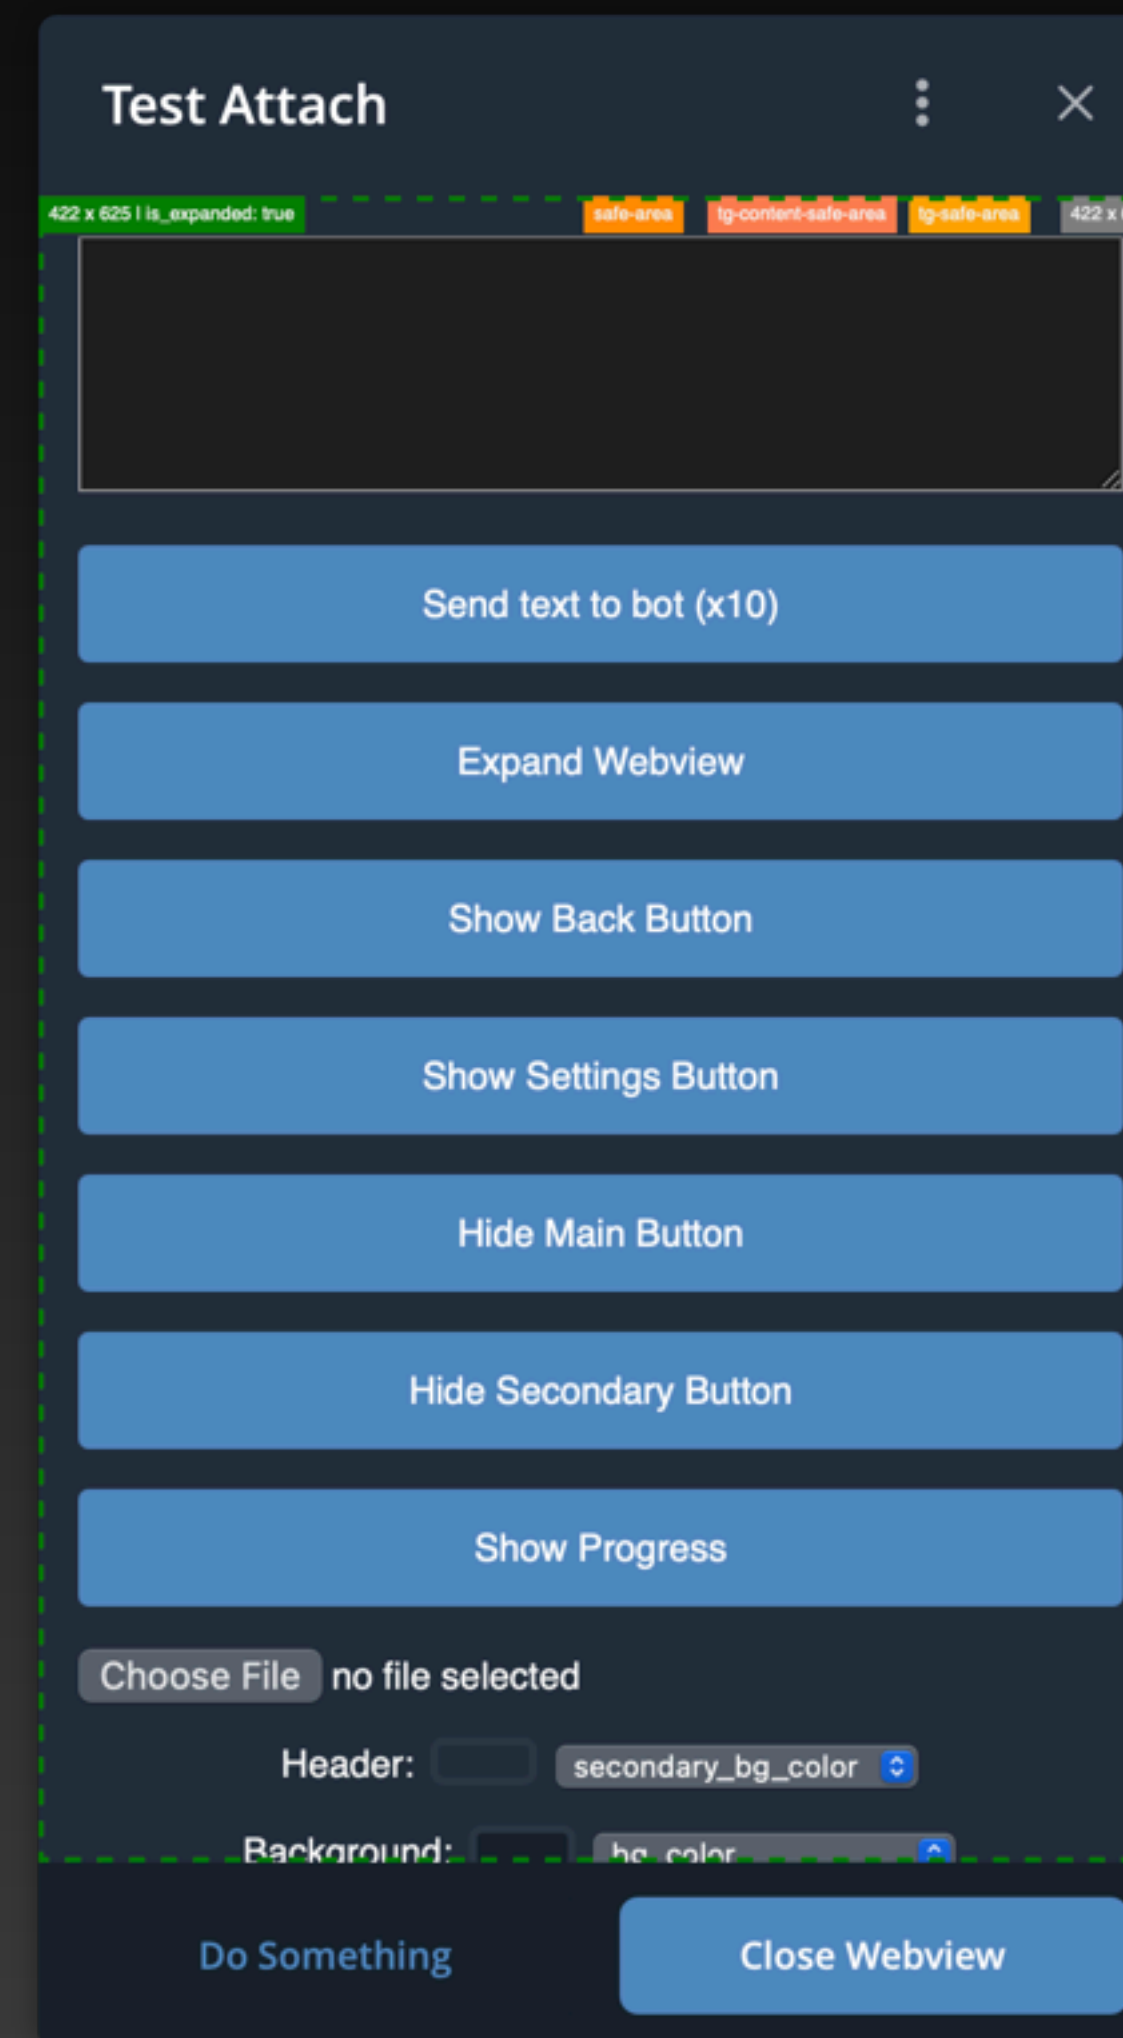 Test Attach
422 x 625 | is_expanded: true safe-area tg-content-safe-area tg-safe-area 422 x
Send text to bot (x10)
Expand Webview
Show Back Button
Show Settings Button
Hide Main Button
Hide Secondary Button
Show Progress
Choose File no file selected
Header: secondary_bg_color
Background: bg_color
Do Something Close Webview